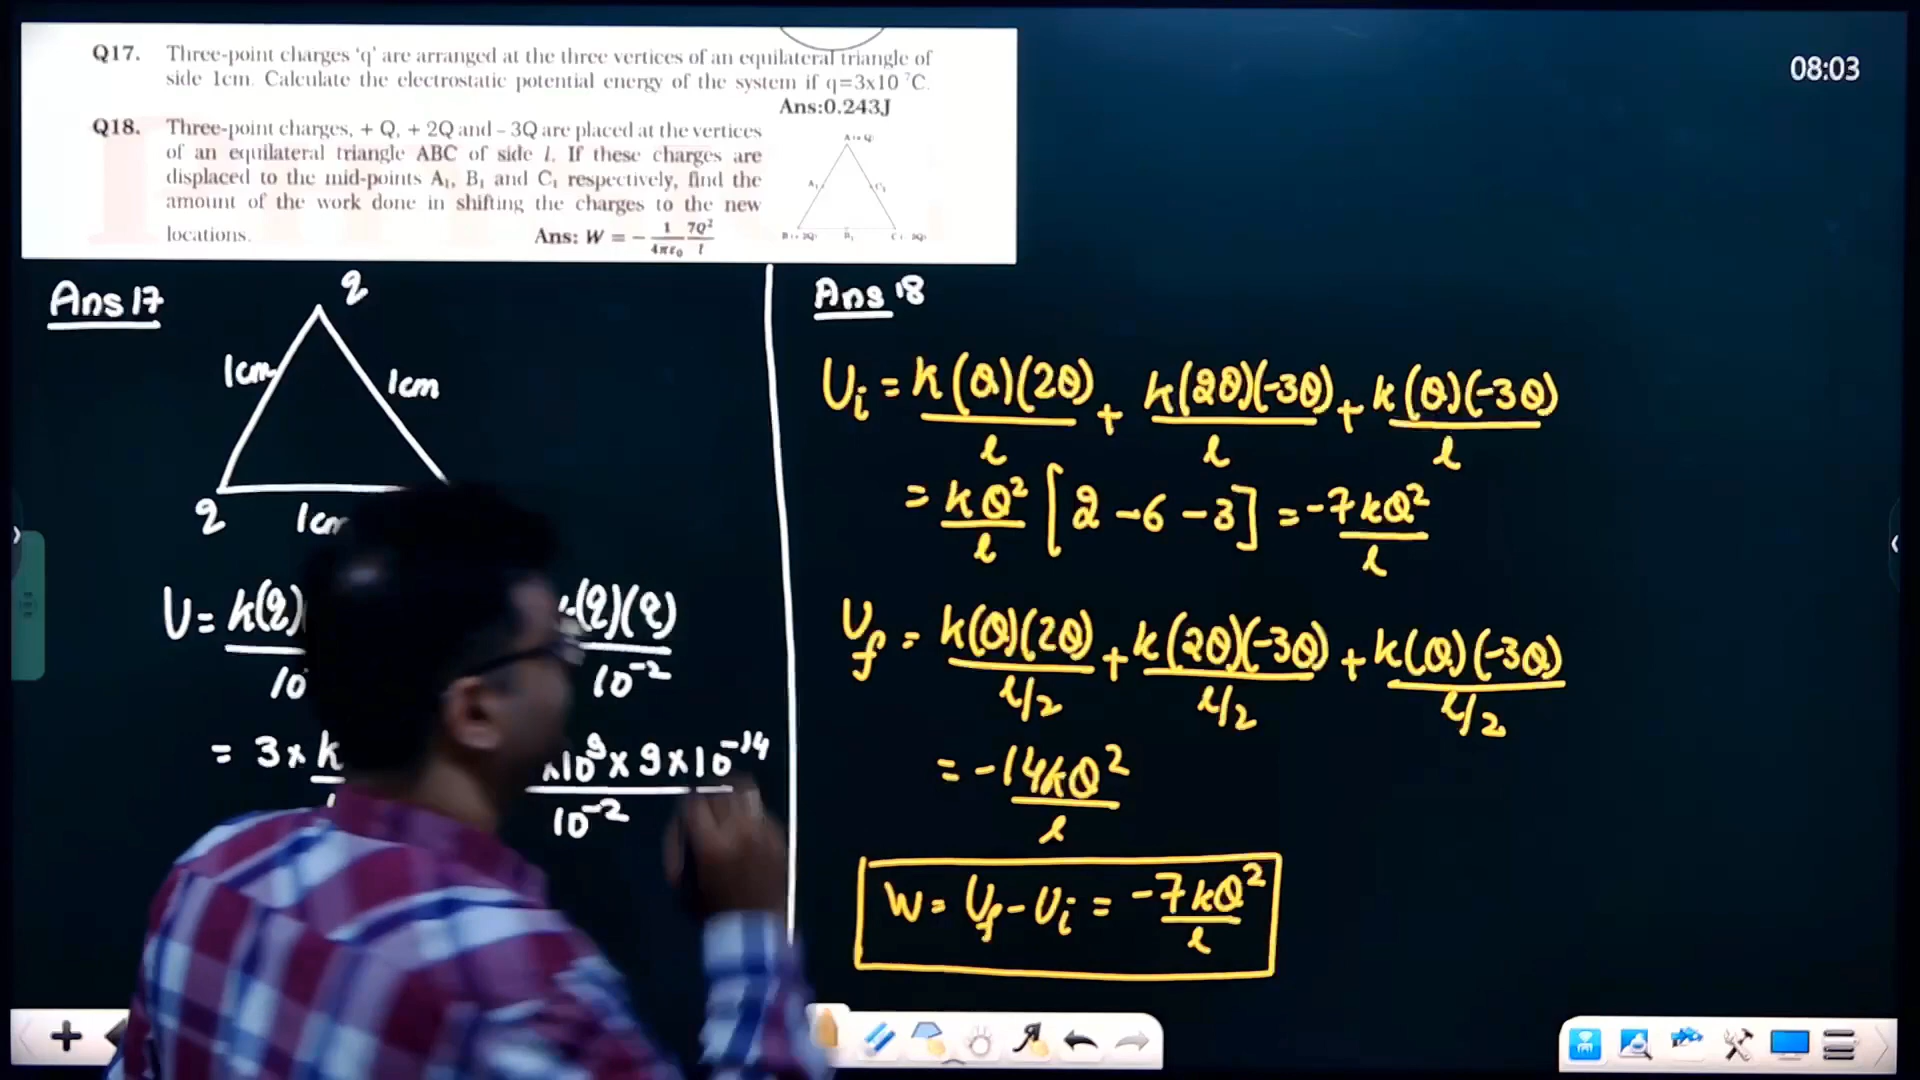 Q17. Three-point charges 'q' are arranged at the three vertices of an equilateral triangle of
side 1cm. Calculate the electrostatic potential energy of the system if q=3x10⁻⁷C.
Ans:0.243J
Q18. Three-point charges, + Q, + 2Q and – 3Q are placed at the vertices
of an equilateral triangle ABC of side l. If these charges are
displaced to the mid-points A₁, B₁ and C₁ respectively, find the
amount of the work done in shifting the charges to the new
locations. Ans: W = – 1/4πε₀ 7Q²/l
A₁ C₁
B₁
08:03
Ans 17
q
1cm 1cm
q 1cm
U = k(q) (q)(q)
10 10⁻²
= 3 × k ×10⁹ × 9 × 10⁻¹⁴
10⁻²
Ans 18
Uᵢ = k(Q)(2Q)/l + k(2Q)(-3Q)/l + k(Q)(-3Q)/l
= kQ²/l [2 - 6 - 3] = -7kQ²/l
U_f = k(Q)(2Q)/l/2 + k(2Q)(-3Q)/l/2 + k(Q)(-3Q)/l/2
= -14kQ²/l
W = U_f - Uᵢ = -7kQ²/l